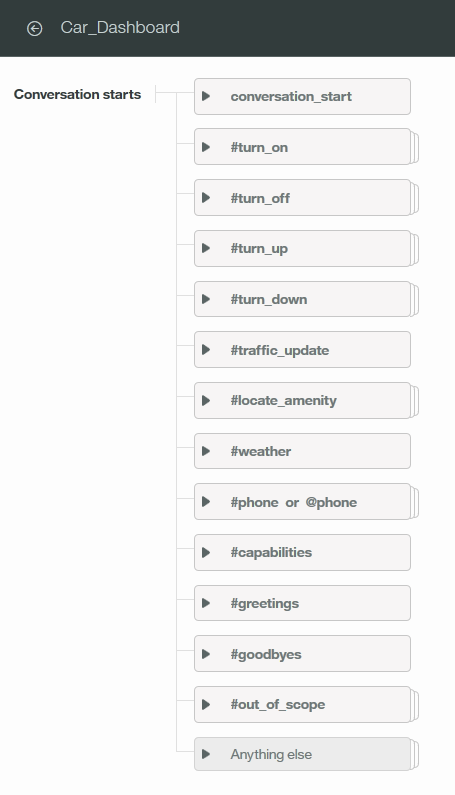 Car_Dashboard
Conversation starts
conversation_start
#turn_on
#turn_off
#turn_up
#turn_down
#traffic_update
#locate_amenity
#weather
#phone or @phone
#capabilities
#greetings
#goodbyes
#out_of_scope
Anything else